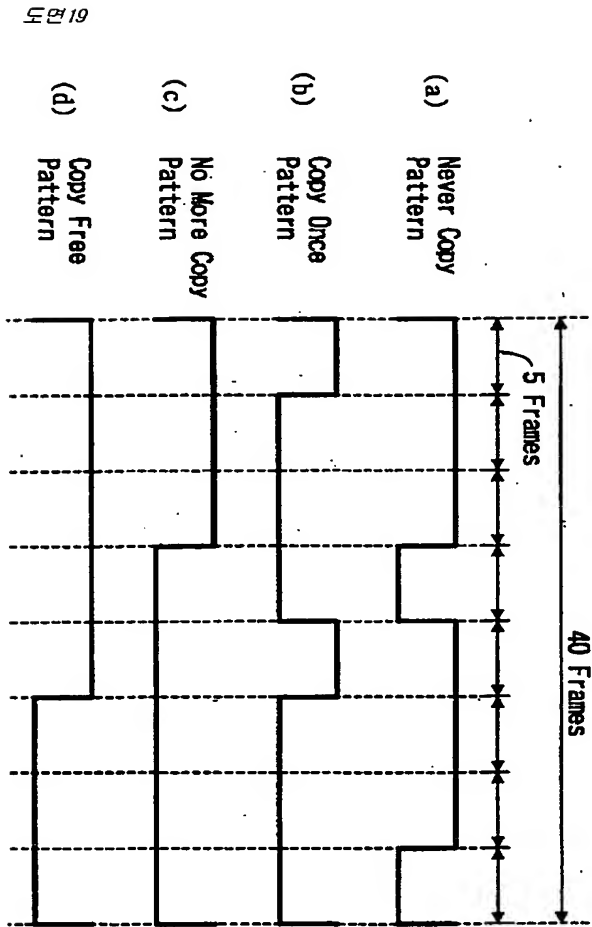 도면19
40 Frames
5 Frames
(a) Never Copy
Pattern
(b) Copy Once
Pattern
(c) No More Copy
Pattern
(d) Copy Free
Pattern